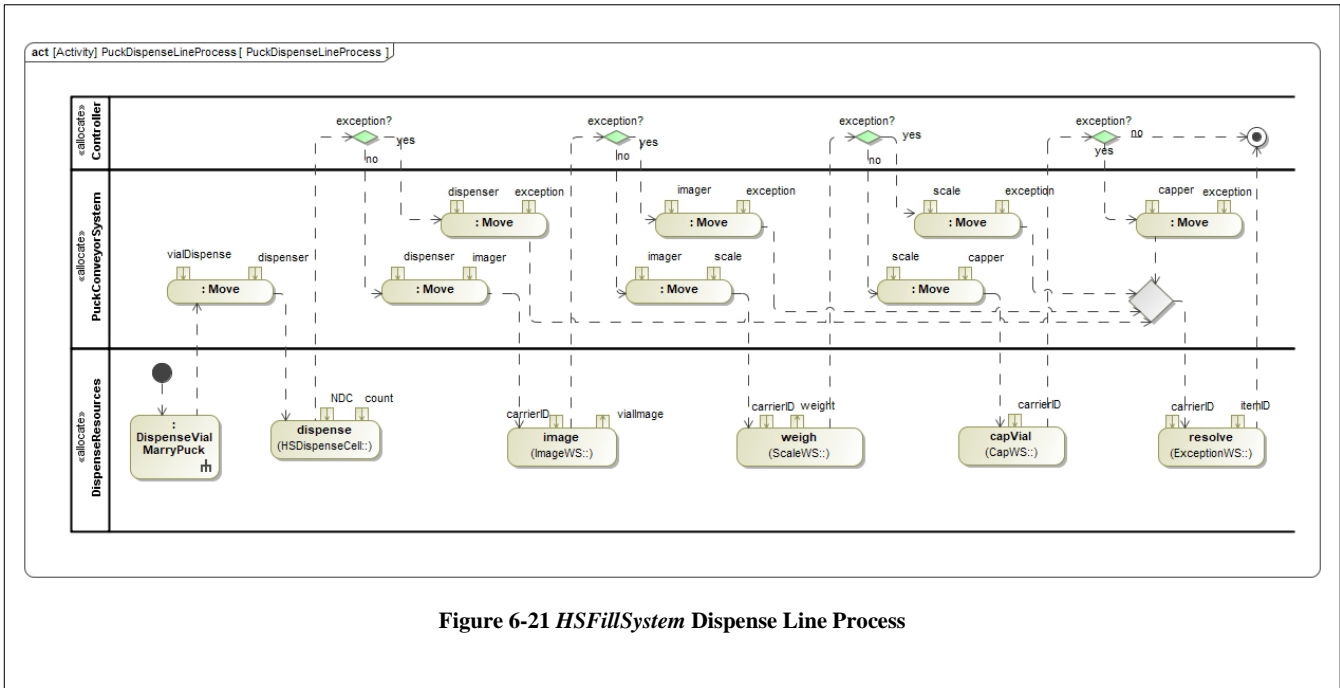 act [Activity] PuckDispenseLineProcess [ PuckDispenseLineProcess ]
«allocate»
Controller
exception?
yes
no
exception?
yes
no
exception?
yes
no
exception?
no
yes
«allocate»
PuckConveyorSystem
dispenser exception
: Move
imager exception
: Move
scale exception
: Move
capper exception
: Move
vialDispense dispenser
: Move
dispenser imager
: Move
imager scale
: Move
scale capper
: Move
«allocate»
DispenseResources
:
DispenseVial
MarryPuck
NDC count
dispense
(HSDispenseCell::)
carrierID vialImage
image
(ImageWS::)
carrierID weight
weigh
(ScaleWS::)
carrierID
capVial
(CapWS::)
carrierID itemID
resolve
(ExceptionWS::)
Figure 6-21 HSFillSystem Dispense Line Process